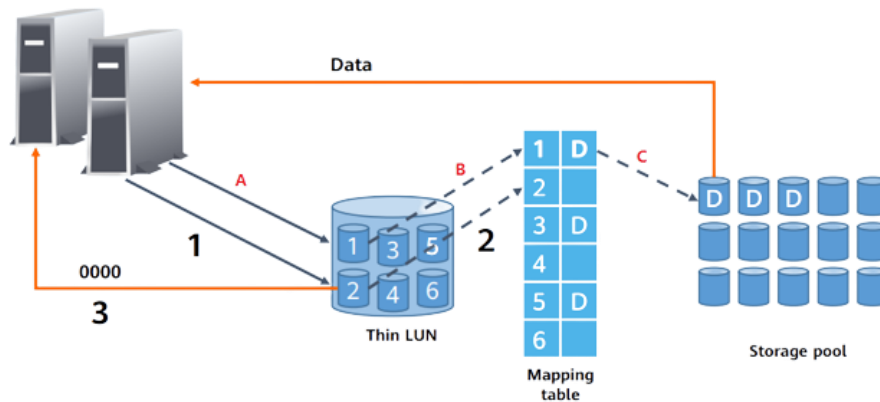 Data
A
B
C
1
2
3
0000
1 3 5
2 4 6
Thin LUN
1 D
2
3 D
4
5 D
6
Mapping
table
D D D
Storage pool